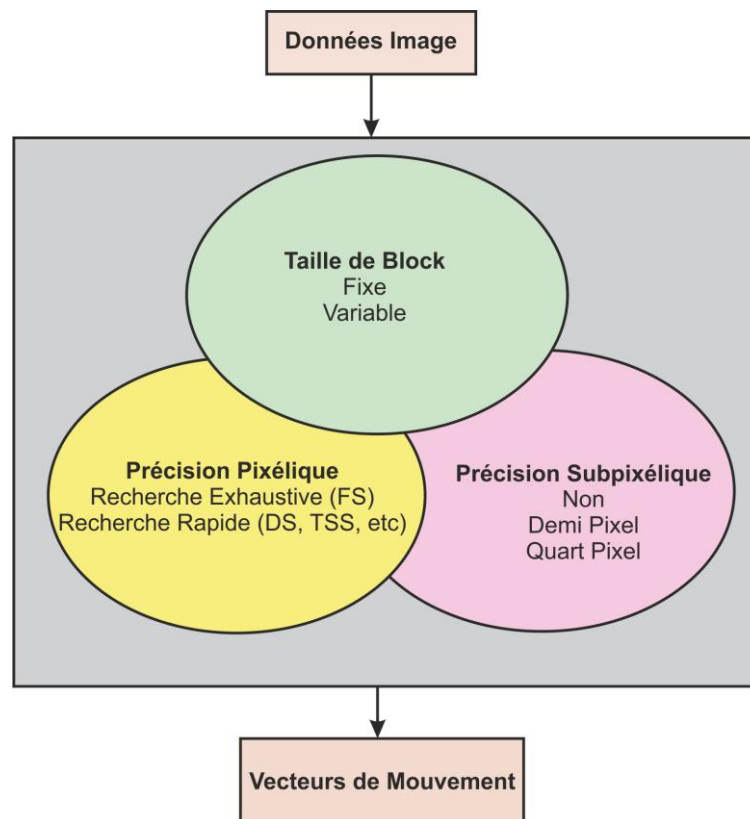 Données Image
Taille de Block
Fixe
Variable
Précision Pixélique
Recherche Exhaustive (FS)
Recherche Rapide (DS, TSS, etc)
Précision Subpixélique
Non
Demi Pixel
Quart Pixel
Vecteurs de Mouvement